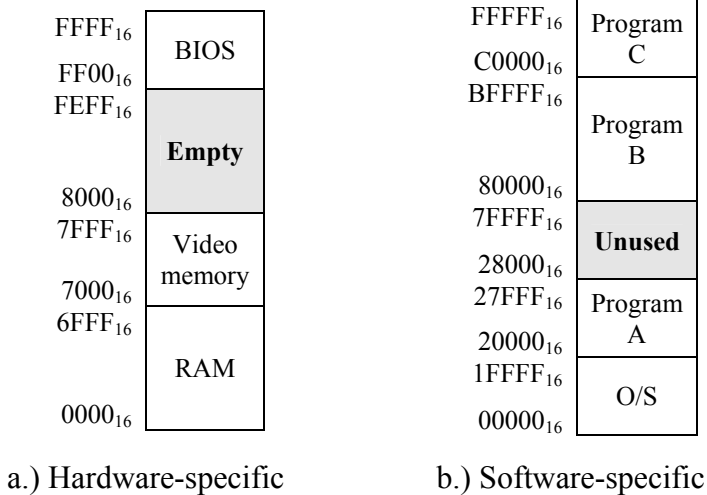 FFFF₁₆
BIOS
FF00₁₆
FEFF₁₆
Empty
8000₁₆
7FFF₁₆
Video
memory
7000₁₆
6FFF₁₆
RAM
0000₁₆
a.) Hardware-specific
FFFFF₁₆
Program
C
C0000₁₆
BFFFF₁₆
Program
B
80000₁₆
7FFFF₁₆
Unused
28000₁₆
27FFF₁₆
Program
A
20000₁₆
1FFFF₁₆
O/S
00000₁₆
b.) Software-specific